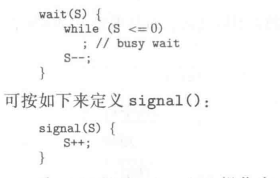 wait(S) {
while (S <= 0)
; // busy wait
S--;
}
可按如下来定义 signal()：
signal(S) {
S++;
}